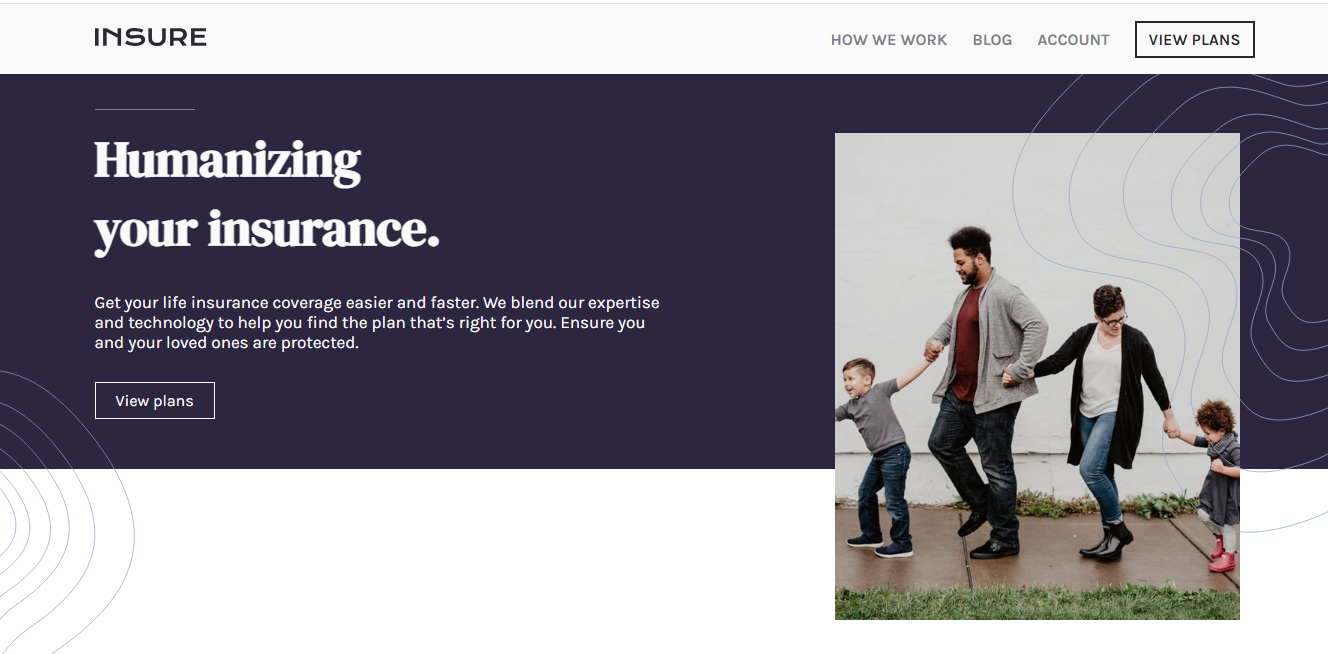 INSURE
HOW WE WORK
BLOG
ACCOUNT
VIEW PLANS
Humanizing
your insurance.
Get your life insurance coverage easier and faster. We blend our expertise
and technology to help you find the plan that’s right for you. Ensure you
and your loved ones are protected.
View plans